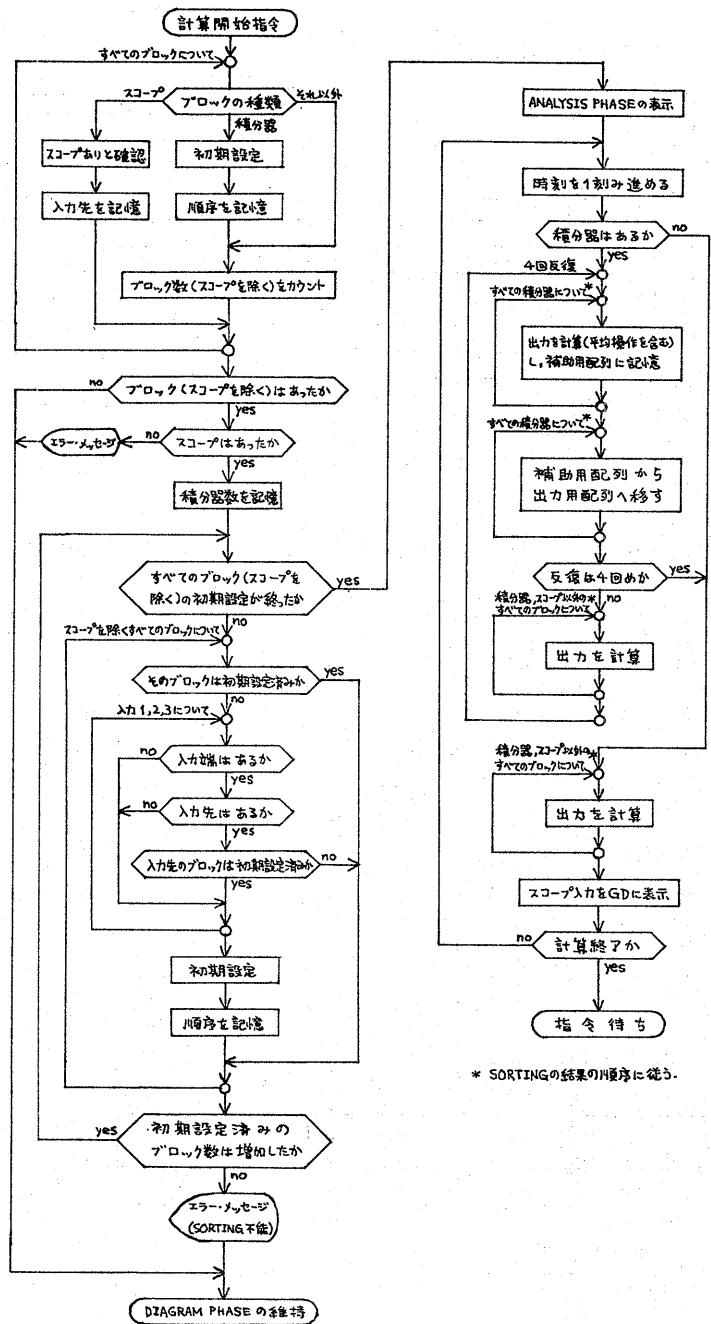 計算開始指令
すべてのブロックについて
スコープ
ブロックの種類
それ以外
積分器
スコープありと確認
初期設定
入力先を記憶
順序を記憶
ブロック数(スコープを除く)をカウント
no
ブロック(スコープを除く)はあったか
yes
エラー・メッセージ
no
スコープはあったか
yes
積分器数を記憶
すべてのブロック(スコープを
除く)の初期設定が終ったか
yes
no
スコープを除くすべてのブロックについて
そのブロックは初期設定済みか
yes
no
入力1,2,3について
no
入力端はあるか
yes
no
入力先はあるか
yes
入力先のブロックは初期設定済みか
no
yes
初期設定
順序を記憶
yes
初期設定済みの
ブロック数は増加したか
no
エラー・メッセージ
(SORTING不能)
DIAGRAM PHASEの維持
ANALYSIS PHASEの表示
時刻を1刻み進める
積分器はあるか
no
yes
4回反復
すべての積分器について*
出力を計算(平均操作を含む)
し,補助用配列に記憶
すべての積分器について*
補助用配列から
出力用配列へ移す
反復は4回めか
yes
no
積分器,スコープ以外の*
すべてのブロックについて
出力を計算
積分器,スコープ以外の*
すべてのブロックについて
出力を計算
スコープ入力をGDに表示
no
計算終了か
yes
指令待ち
* SORTINGの結果の順序に従う.